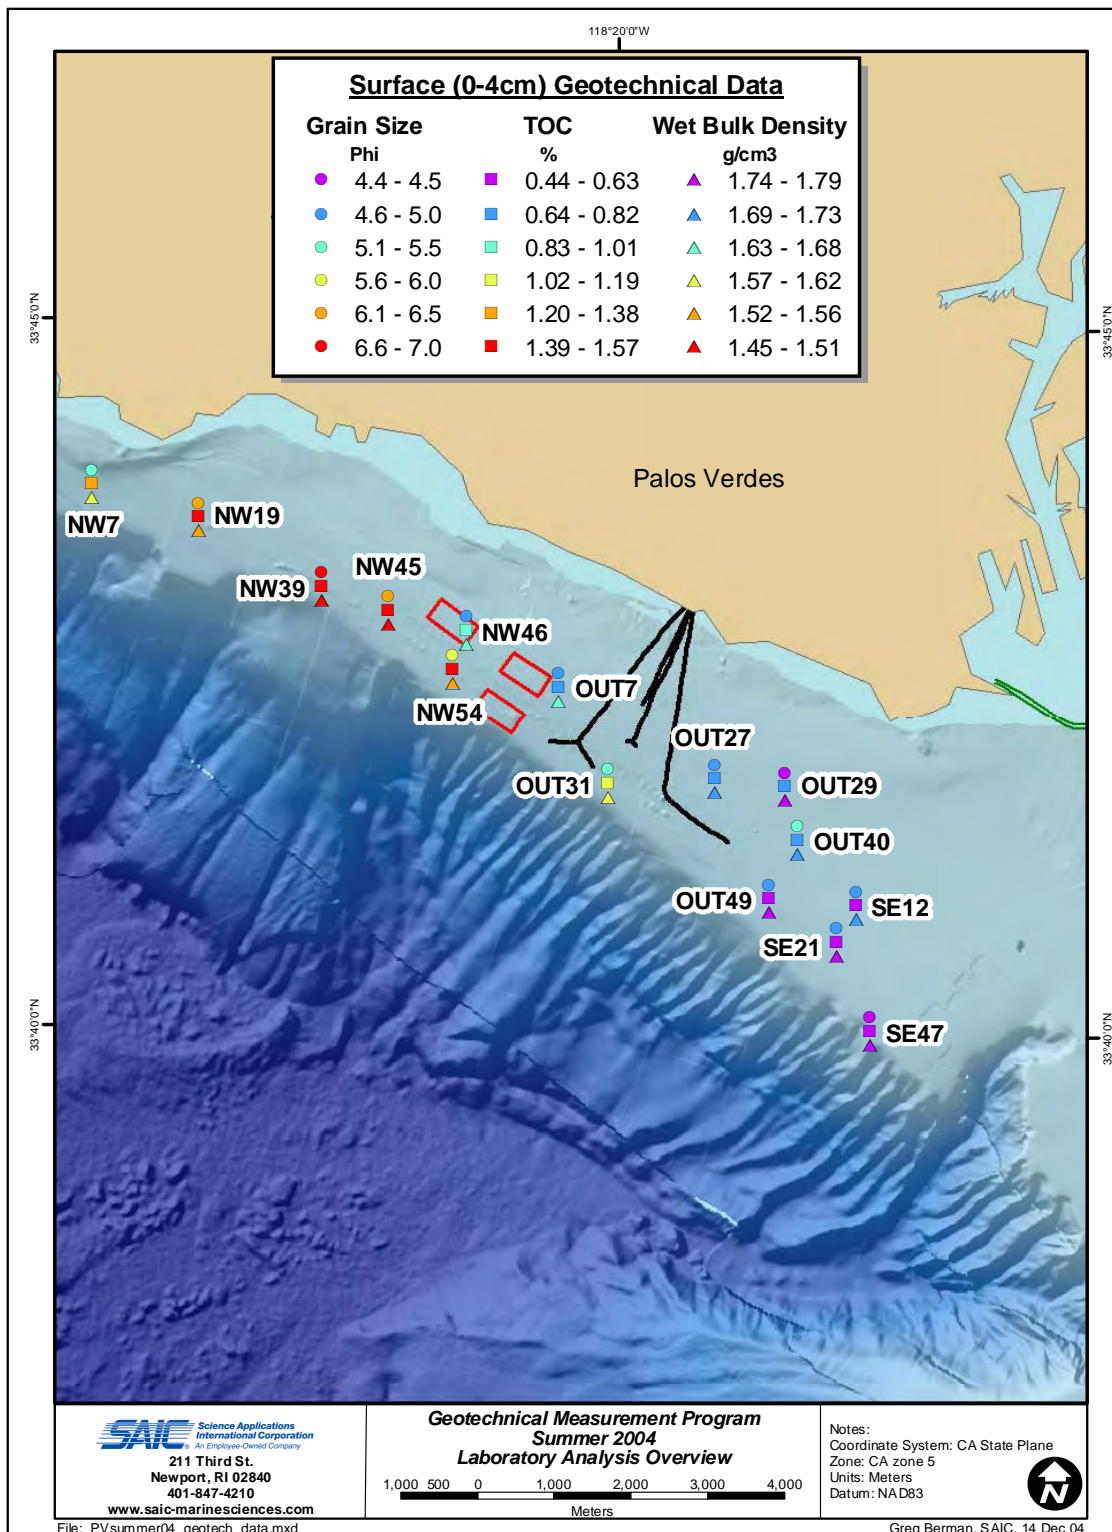 118°20'0"W
Surface (0-4cm) Geotechnical Data
Grain Size TOC Wet Bulk Density
Phi % g/cm3
4.4 - 4.5 0.44 - 0.63 1.74 - 1.79
4.6 - 5.0 0.64 - 0.82 1.69 - 1.73
5.1 - 5.5 0.83 - 1.01 1.63 - 1.68
5.6 - 6.0 1.02 - 1.19 1.57 - 1.62
6.1 - 6.5 1.20 - 1.38 1.52 - 1.56
6.6 - 7.0 1.39 - 1.57 1.45 - 1.51
33°45'0"N
33°45'0"N
Palos Verdes
NW7
NW19
NW39
NW45
NW46
NW54
OUT7
OUT27
OUT31
OUT29
OUT40
OUT49
SE12
SE21
SE47
33°40'0"N
33°40'0"N
SAIC Science Applications
International Corporation
An Employee-Owned Company
211 Third St.
Newport, RI 02840
401-847-4210
www.saic-marinesciences.com
Geotechnical Measurement Program
Summer 2004
Laboratory Analysis Overview
1,000 500 0 1,000 2,000 3,000 4,000
Meters
Notes:
Coordinate System: CA State Plane
Zone: CA zone 5
Units: Meters
Datum: NAD83
N
File: PVsummer04_geotech_data.mxd
Greg Berman, SAIC, 14 Dec 04